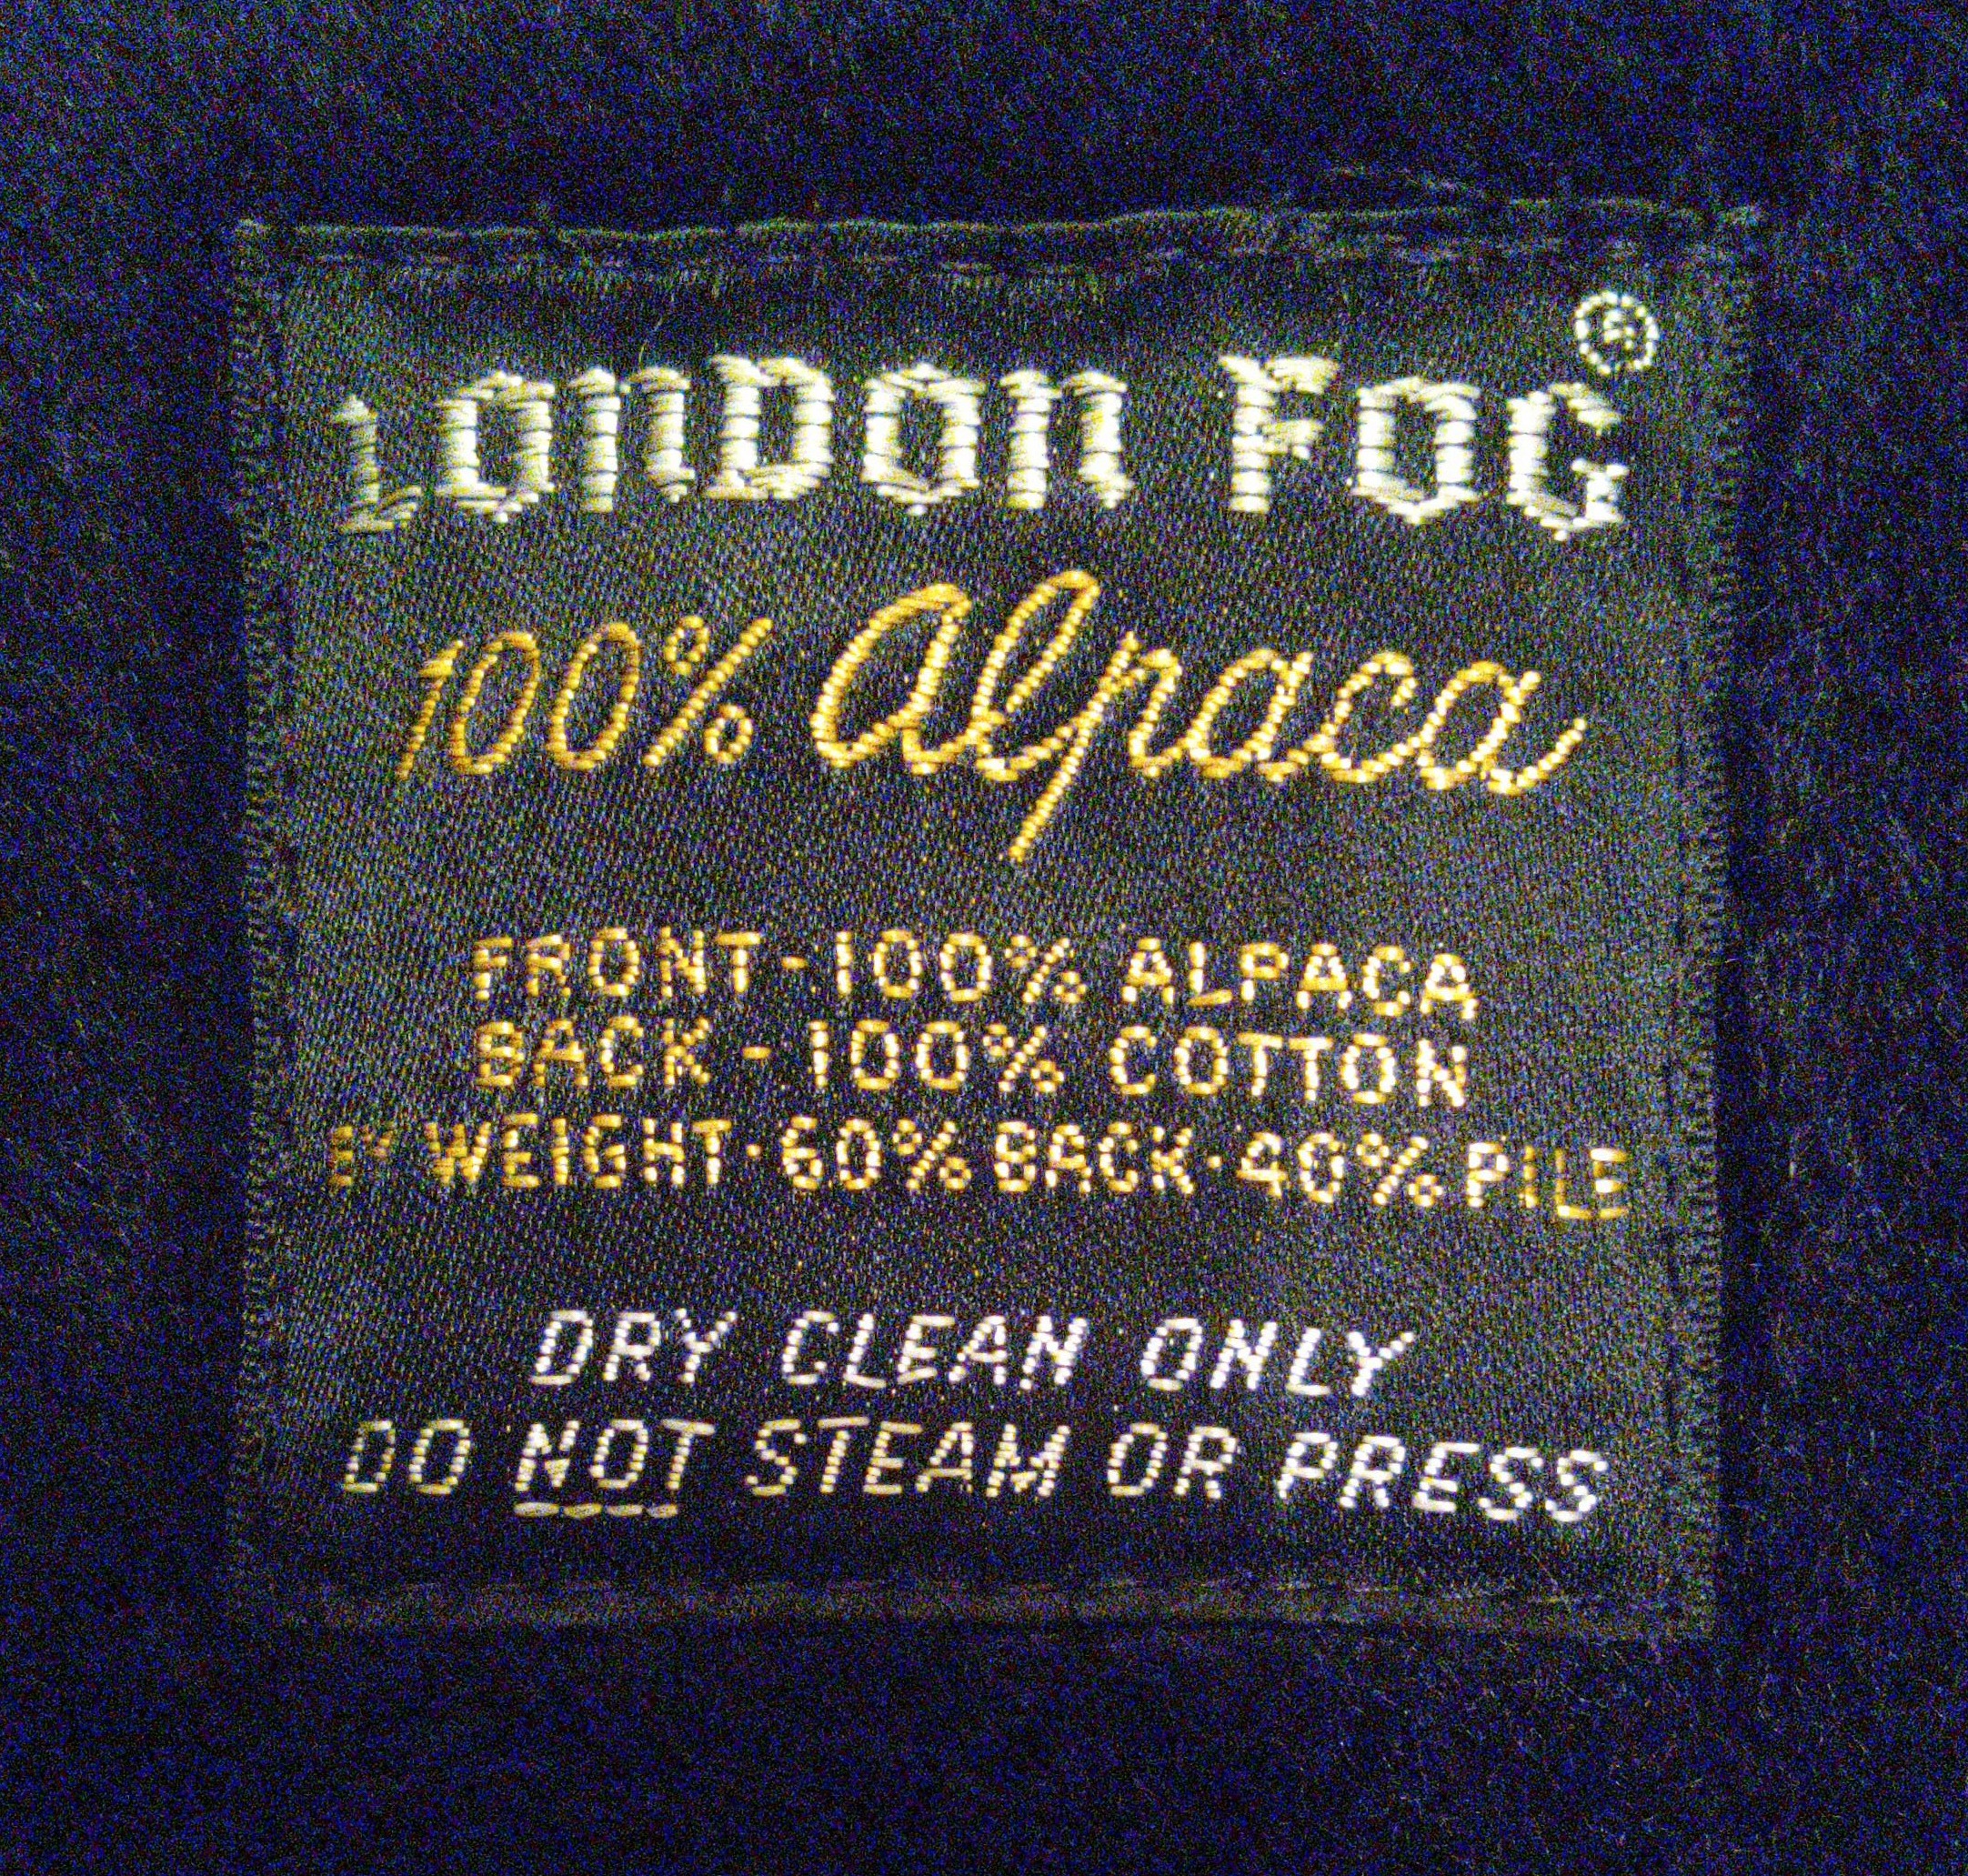 LONDON FOG®
100% Alpaca
FRONT-100% ALPACA
BACK - 100% COTTON
BY WEIGHT·60% BACK·40% PILE
DRY CLEAN ONLY
DO NOT STEAM OR PRESS